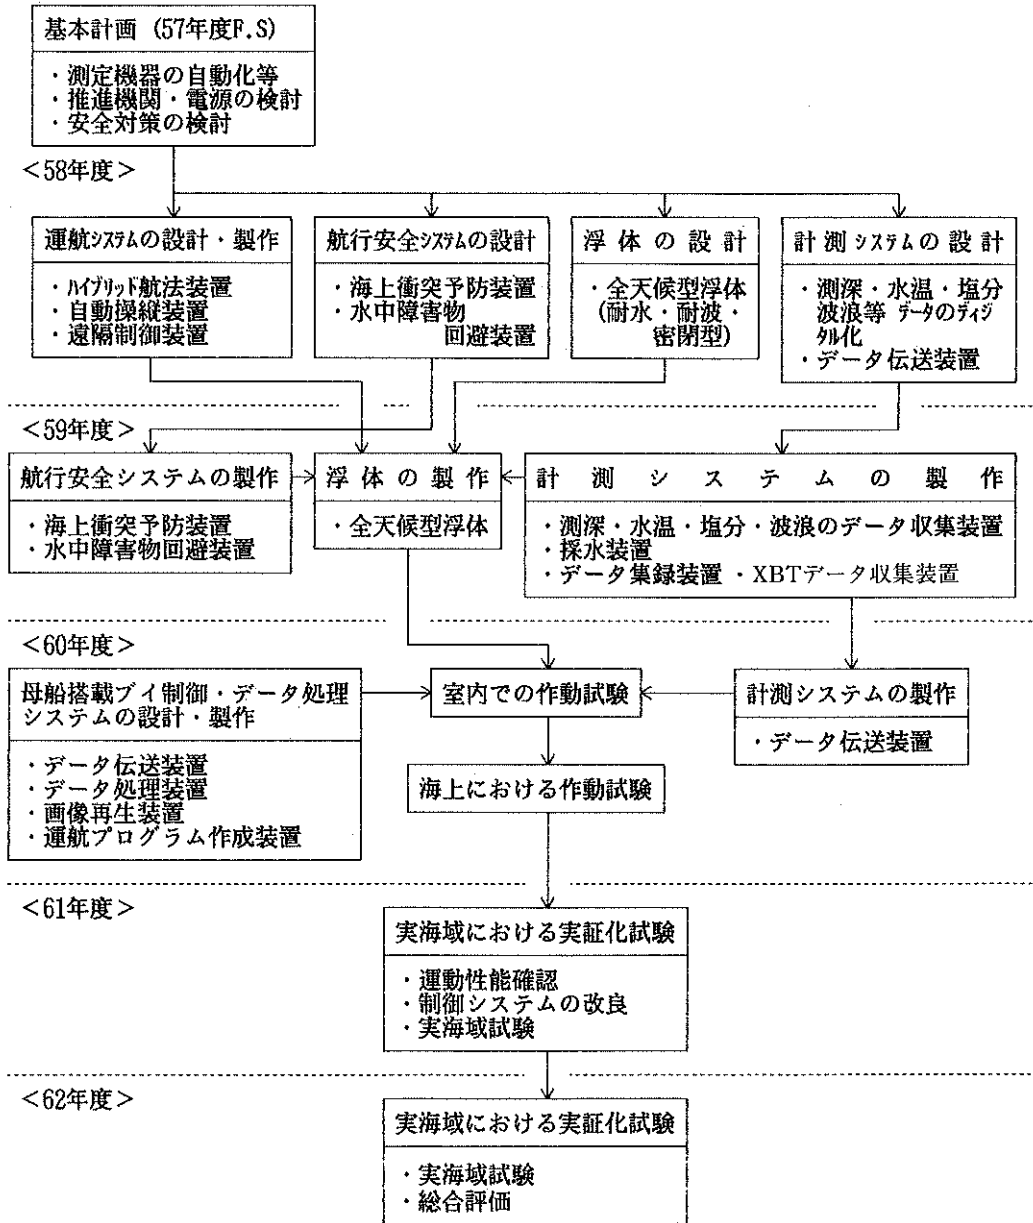 基本計画 (57年度F.S)
・測定機器の自動化等
・推進機関・電源の検討
・安全対策の検討
<58年度>
運航システムの設計・製作
・ハイブリッド航法装置
・自動操縦装置
・遠隔制御装置
航行安全システムの設計
・海上衝突予防装置
・水中障害物
回避装置
浮体の設計
・全天候型浮体
(耐水・耐波・
密閉型)
計測システムの設計
・測深・水温・塩分
波浪等 データのディジ
タル化
・データ伝送装置
<59年度>
航行安全システムの製作
・海上衝突予防装置
・水中障害物回避装置
浮体の製作
・全天候型浮体
計測システムの製作
・測深・水温・塩分・波浪のデータ収集装置
・採水装置
・データ集録装置 ・XBTデータ収集装置
<60年度>
母船搭載ブイ制御・データ処理
システムの設計・製作
・データ伝送装置
・データ処理装置
・画像再生装置
・運航プログラム作成装置
室内での作動試験
計測システムの製作
・データ伝送装置
海上における作動試験
<61年度>
実海域における実証化試験
・運動性能確認
・制御システムの改良
・実海域試験
<62年度>
実海域における実証化試験
・実海域試験
・総合評価